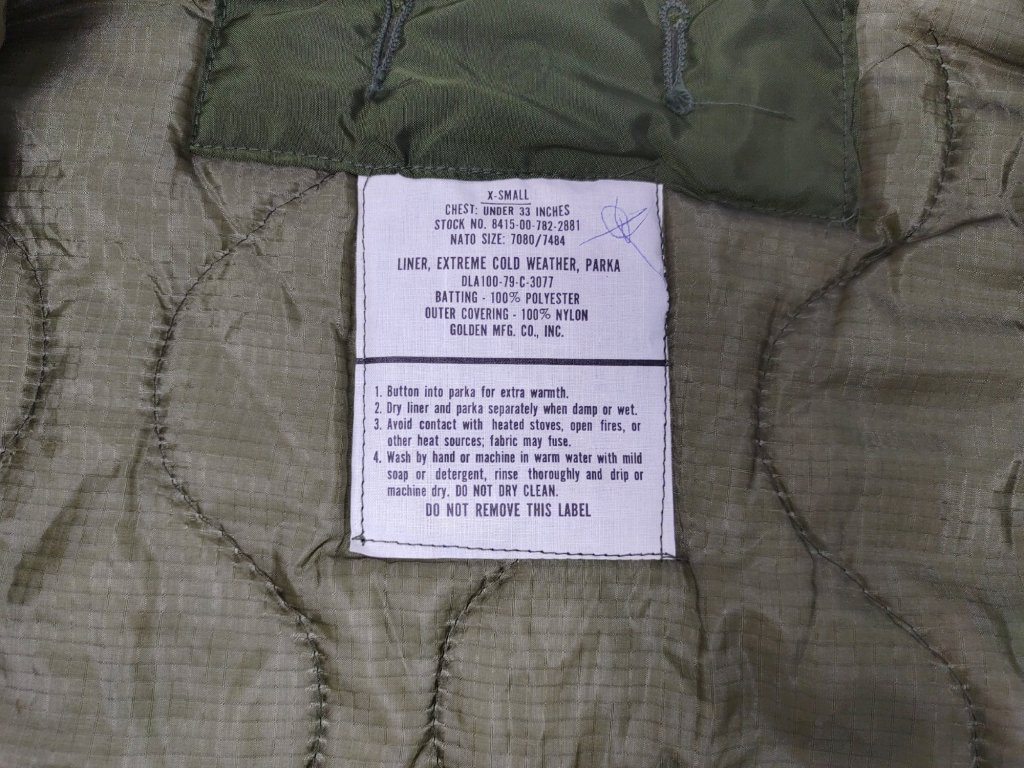 X-SMALL
CHEST: UNDER 33 INCHES
STOCK NO. 8415-00-782-2881
NATO SIZE: 7080/7484
LINER, EXTREME COLD WEATHER, PARKA
DLA100-79-C-3077
BATTING - 100% POLYESTER
OUTER COVERING - 100% NYLON
GOLDEN MFG. CO., INC.
1. Button into parka for extra warmth.
2. Dry liner and parka separately when damp or wet.
3. Avoid contact with heated stoves, open fires, or
other heat sources; fabric may fuse.
4. Wash by hand or machine in warm water with mild
soap or detergent, rinse thoroughly and drip or
machine dry. DO NOT DRY CLEAN.
DO NOT REMOVE THIS LABEL